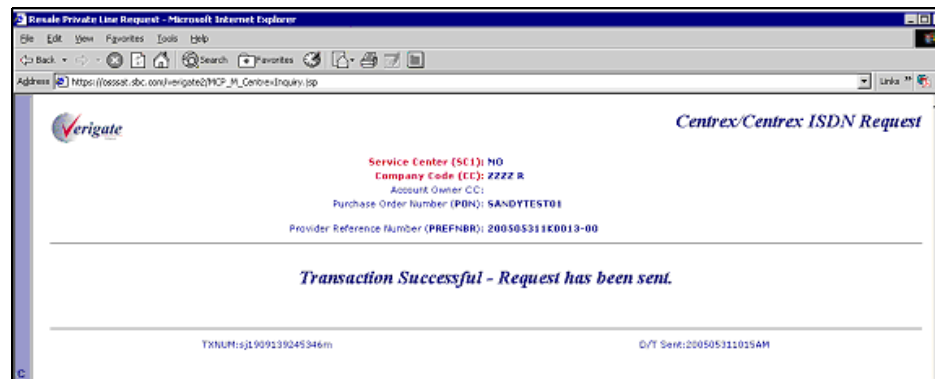 Resale Private Line Request - Microsoft Internet Explorer
File Edit View Favorites Tools Help
Back Search Favorites
Address https://osssat.sbc.com/verigate2/MCP_M_CentrexInquiry.jsp Links »
Verigate
Centrex/Centrex ISDN Request
Service Center (SC1): MO
Company Code (CC): ZZZZ R
Account Owner CC:
Purchase Order Number (PON): SANDYTEST01
Provider Reference Number (PREFNBR): 200505311K0013-00
Transaction Successful - Request has been sent.
TXNUM:sj1909139245346m D/T Sent:200505311015AM
C